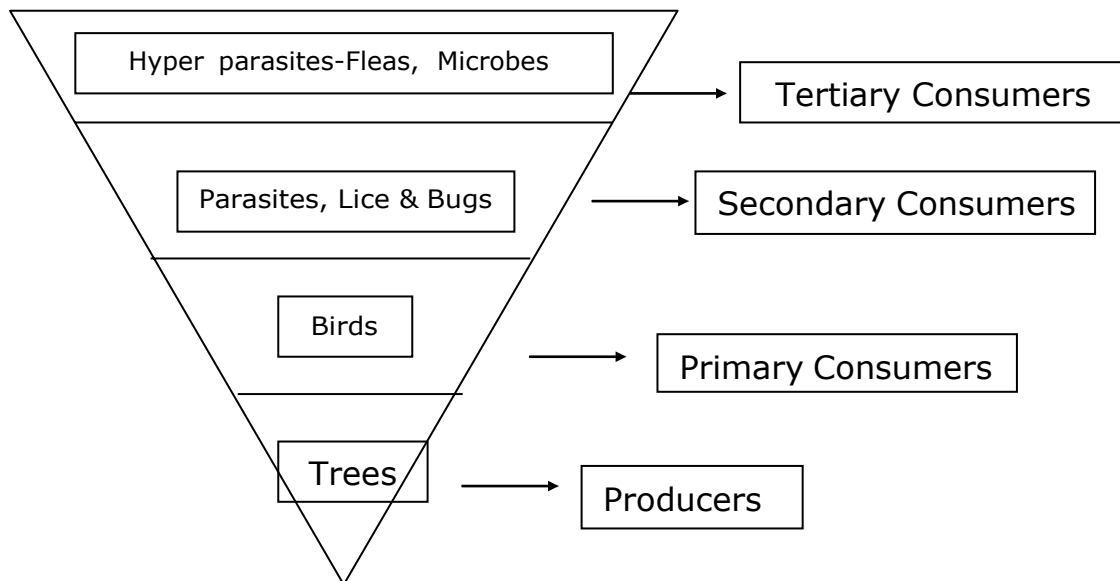 Hyper parasites-Fleas, Microbes
Tertiary Consumers
Parasites, Lice & Bugs
Secondary Consumers
Birds
Primary Consumers
Trees
Producers